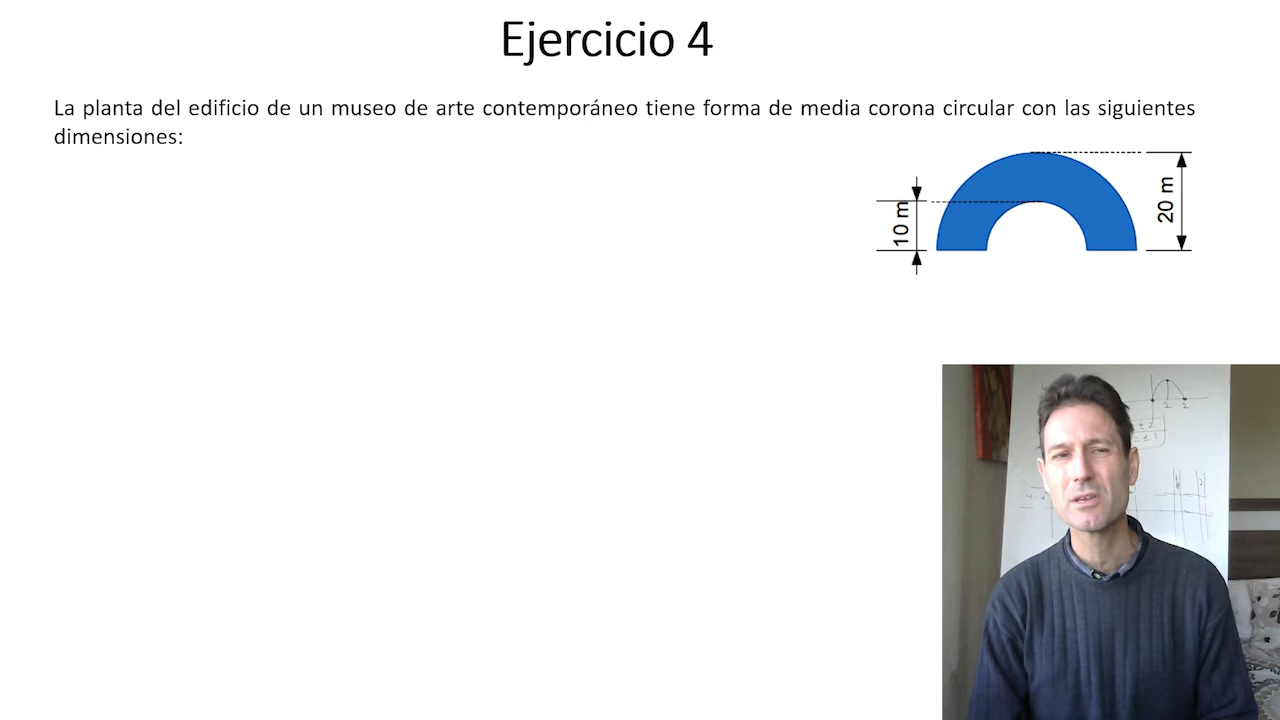 Ejercicio 4
La planta del edificio de un museo de arte contemporáneo tiene forma de media corona circular con las siguientes
dimensiones:
10 m
20 m